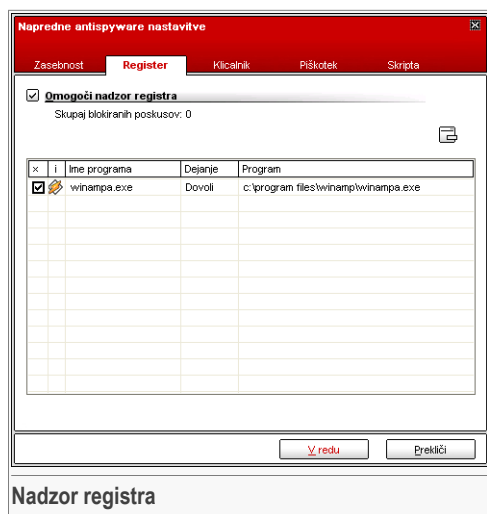 Napredne antispyware nastavitve
Zasebnost Register Klicalnik Piškotek Skripta
Omogoči nadzor registra
Skupaj blokiranih poskusov: 0
× i Ime programa Dejanje Program
winampa.exe Dovoli c:\program files\winamp\winampa.exe
V redu Prekliči
Nadzor registra